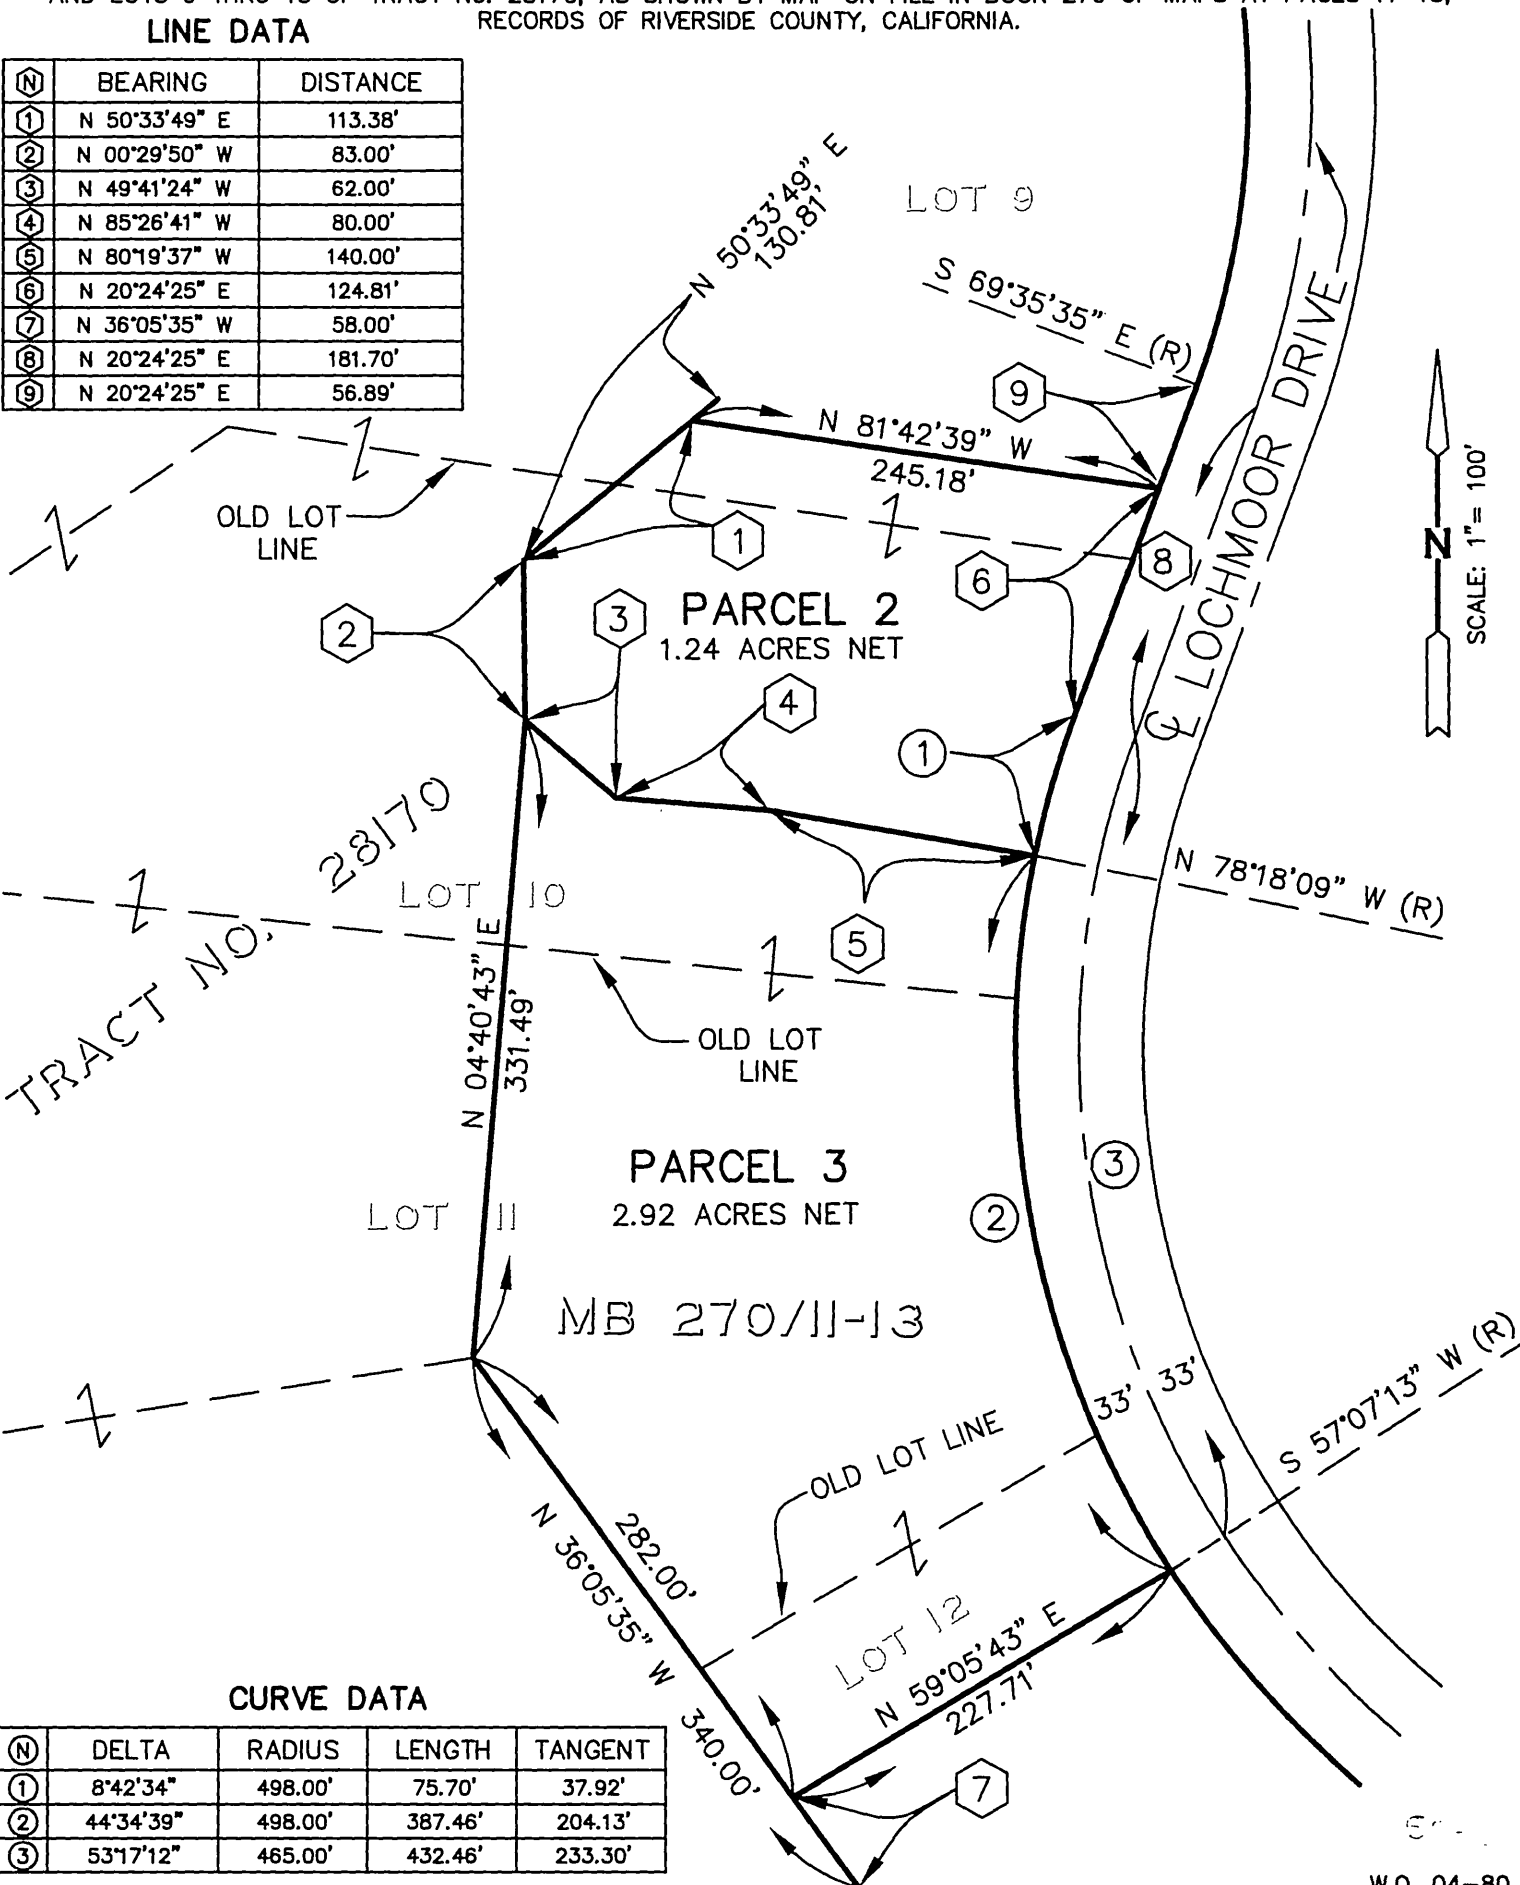 RECORDS OF RIVERSIDE COUNTY, CALIFORNIA.
LINE DATA
N BEARING DISTANCE
1 N 50°33'49" E 113.38'
2 N 00°29'50" W 83.00'
3 N 49°41'24" W 62.00'
4 N 85°26'41" W 80.00'
5 N 80°19'37" W 140.00'
6 N 20°24'25" E 124.81'
7 N 36°05'35" W 58.00'
8 N 20°24'25" E 181.70'
9 N 20°24'25" E 56.89'
N 50°33'49" E
130.81'
LOT 9
S 69°35'35" E (R)
9
N 81°42'39" W
245.18'
OLD LOT
LINE
1
8
6
2
3
PARCEL 2
1.24 ACRES NET
4
1
℄ LOCHMOOR DRIVE
N
SCALE: 1"= 100'
N 78°18'09" W (R)
5
TRACT NO. 28170
LOT 10
N 04°40'43" E
331.49'
OLD LOT
LINE
PARCEL 3
2.92 ACRES NET
3
2
LOT 11
MB 270/11-13
33' 33'
S 57°07'13" W (R)
OLD LOT LINE
282.00'
N 36°05'35" W 340.00'
LOT 12
N 59°05'43" E
227.71'
7
CURVE DATA
N DELTA RADIUS LENGTH TANGENT
1 8°42'34" 498.00' 75.70' 37.92'
2 44°34'39" 498.00' 387.46' 204.13'
3 53°17'12" 465.00' 432.46' 233.30'
W.O. 04-80